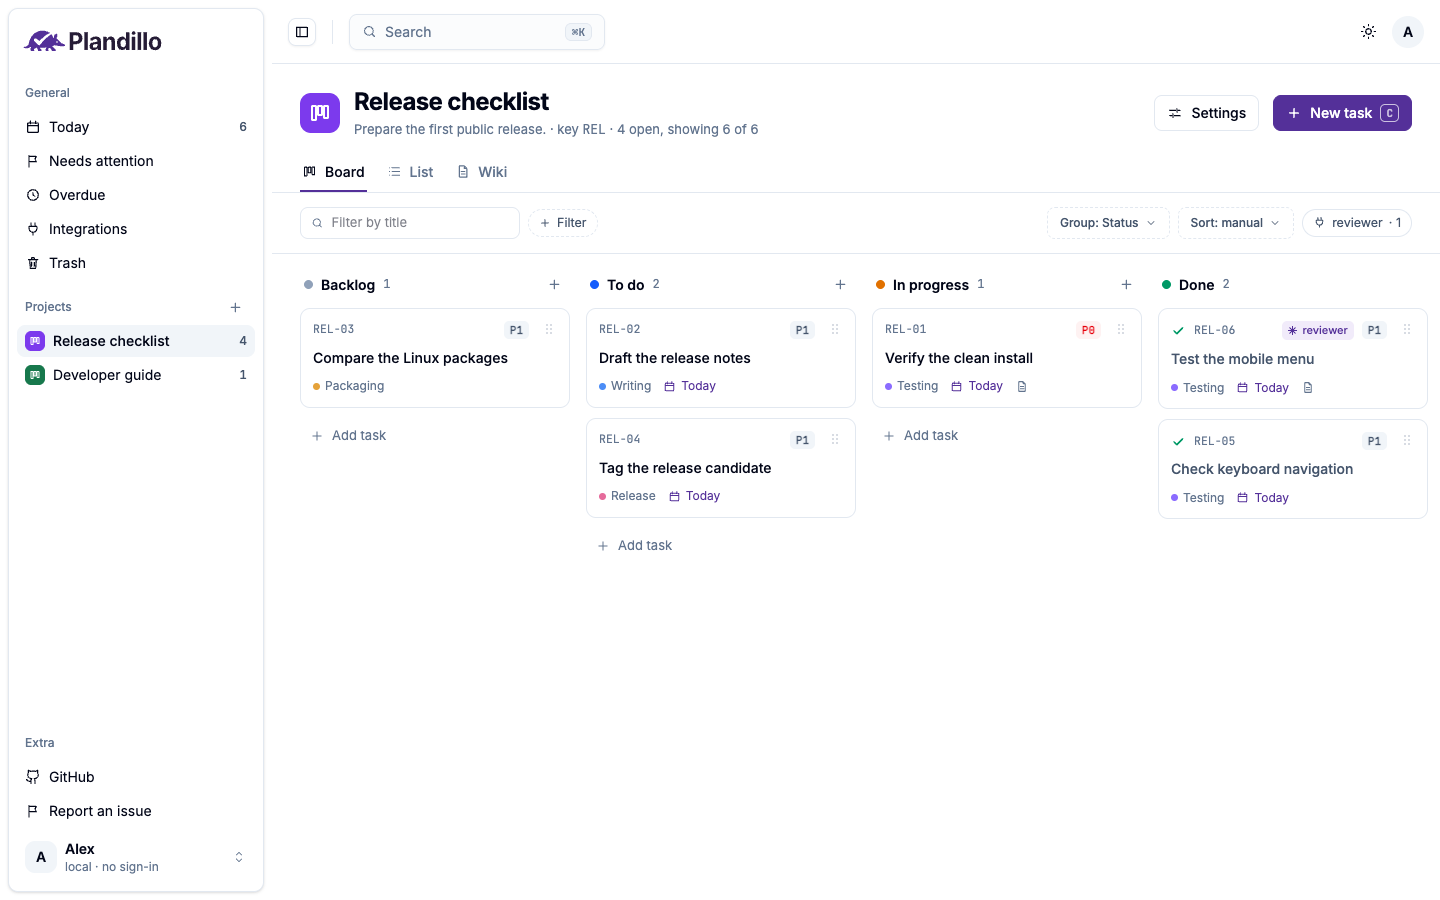 Plandillo
General
Today 6
Needs attention
Overdue
Integrations
Trash
Projects
Release checklist 4
Developer guide 1
Extra
GitHub
Report an issue
A
Alex
local · no sign-in
Search ⌘K
A
Release checklist
Prepare the first public release. · key REL · 4 open, showing 6 of 6
Settings
New task C
Board List Wiki
Filter by title
Filter
Group: Status
Sort: manual
reviewer · 1
Backlog 1
REL-03 P1
Compare the Linux packages
Packaging
Add task
To do 2
REL-02 P1
Draft the release notes
Writing Today
REL-04 P1
Tag the release candidate
Release Today
Add task
In progress 1
REL-01 P0
Verify the clean install
Testing Today
Add task
Done 2
REL-06 reviewer P1
Test the mobile menu
Testing Today
REL-05 P1
Check keyboard navigation
Testing Today